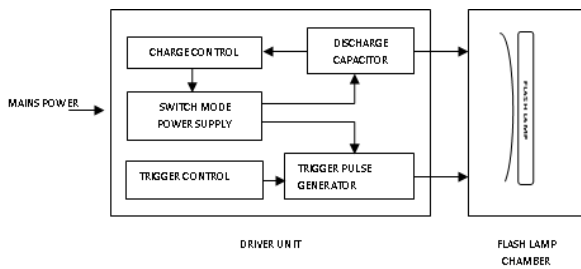 CHARGE CONTROL
DISCHARGE
CAPACITOR
MAINS POWER
SWITCH MODE
POWER SUPPLY
TRIGGER CONTROL
TRIGGER PULSE
GENERATOR
FLASH LAMP
DRIVER UNIT
FLASH LAMP
CHAMBER